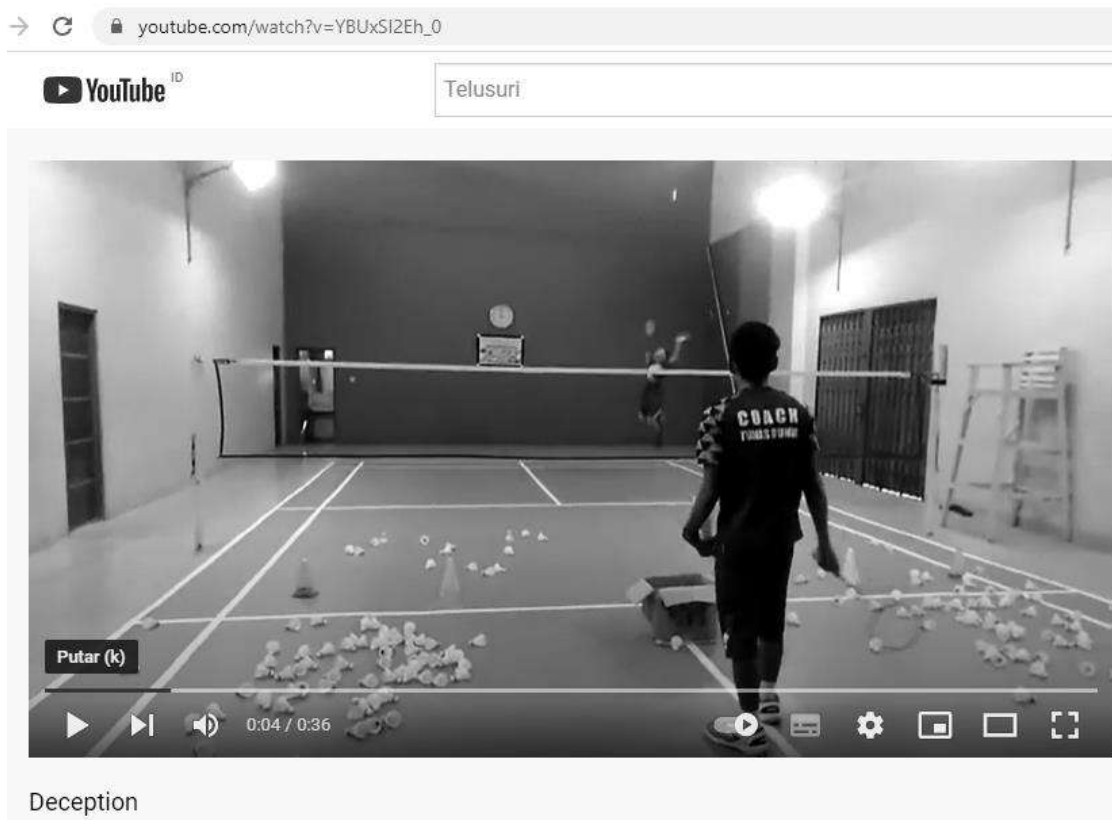 youtube.com/watch?v=YBUxSI2Eh_0
YouTube ID
Telusuri
COACH
Putar (k)
0:04 / 0:36
Deception